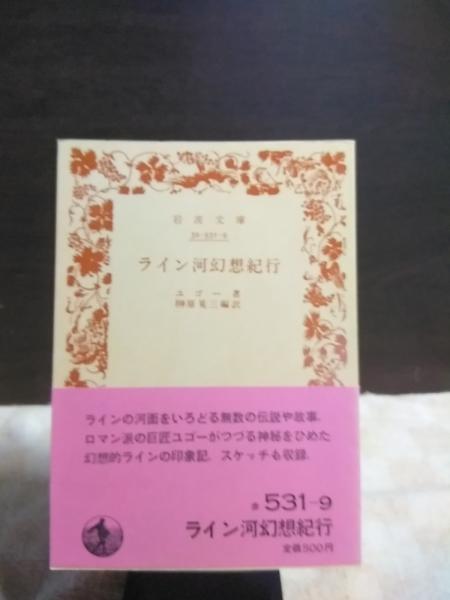 岩波文庫
ライン河幻想紀行
ユゴー著
榊原晃三編訳
ラインの河面をいろどる無数の伝説や故事.
ロマン派の巨匠ユゴーがつづる神秘をひめた
幻想的ラインの印象記. スケッチも収録.
赤 531-9
ライン河幻想紀行
定価500円